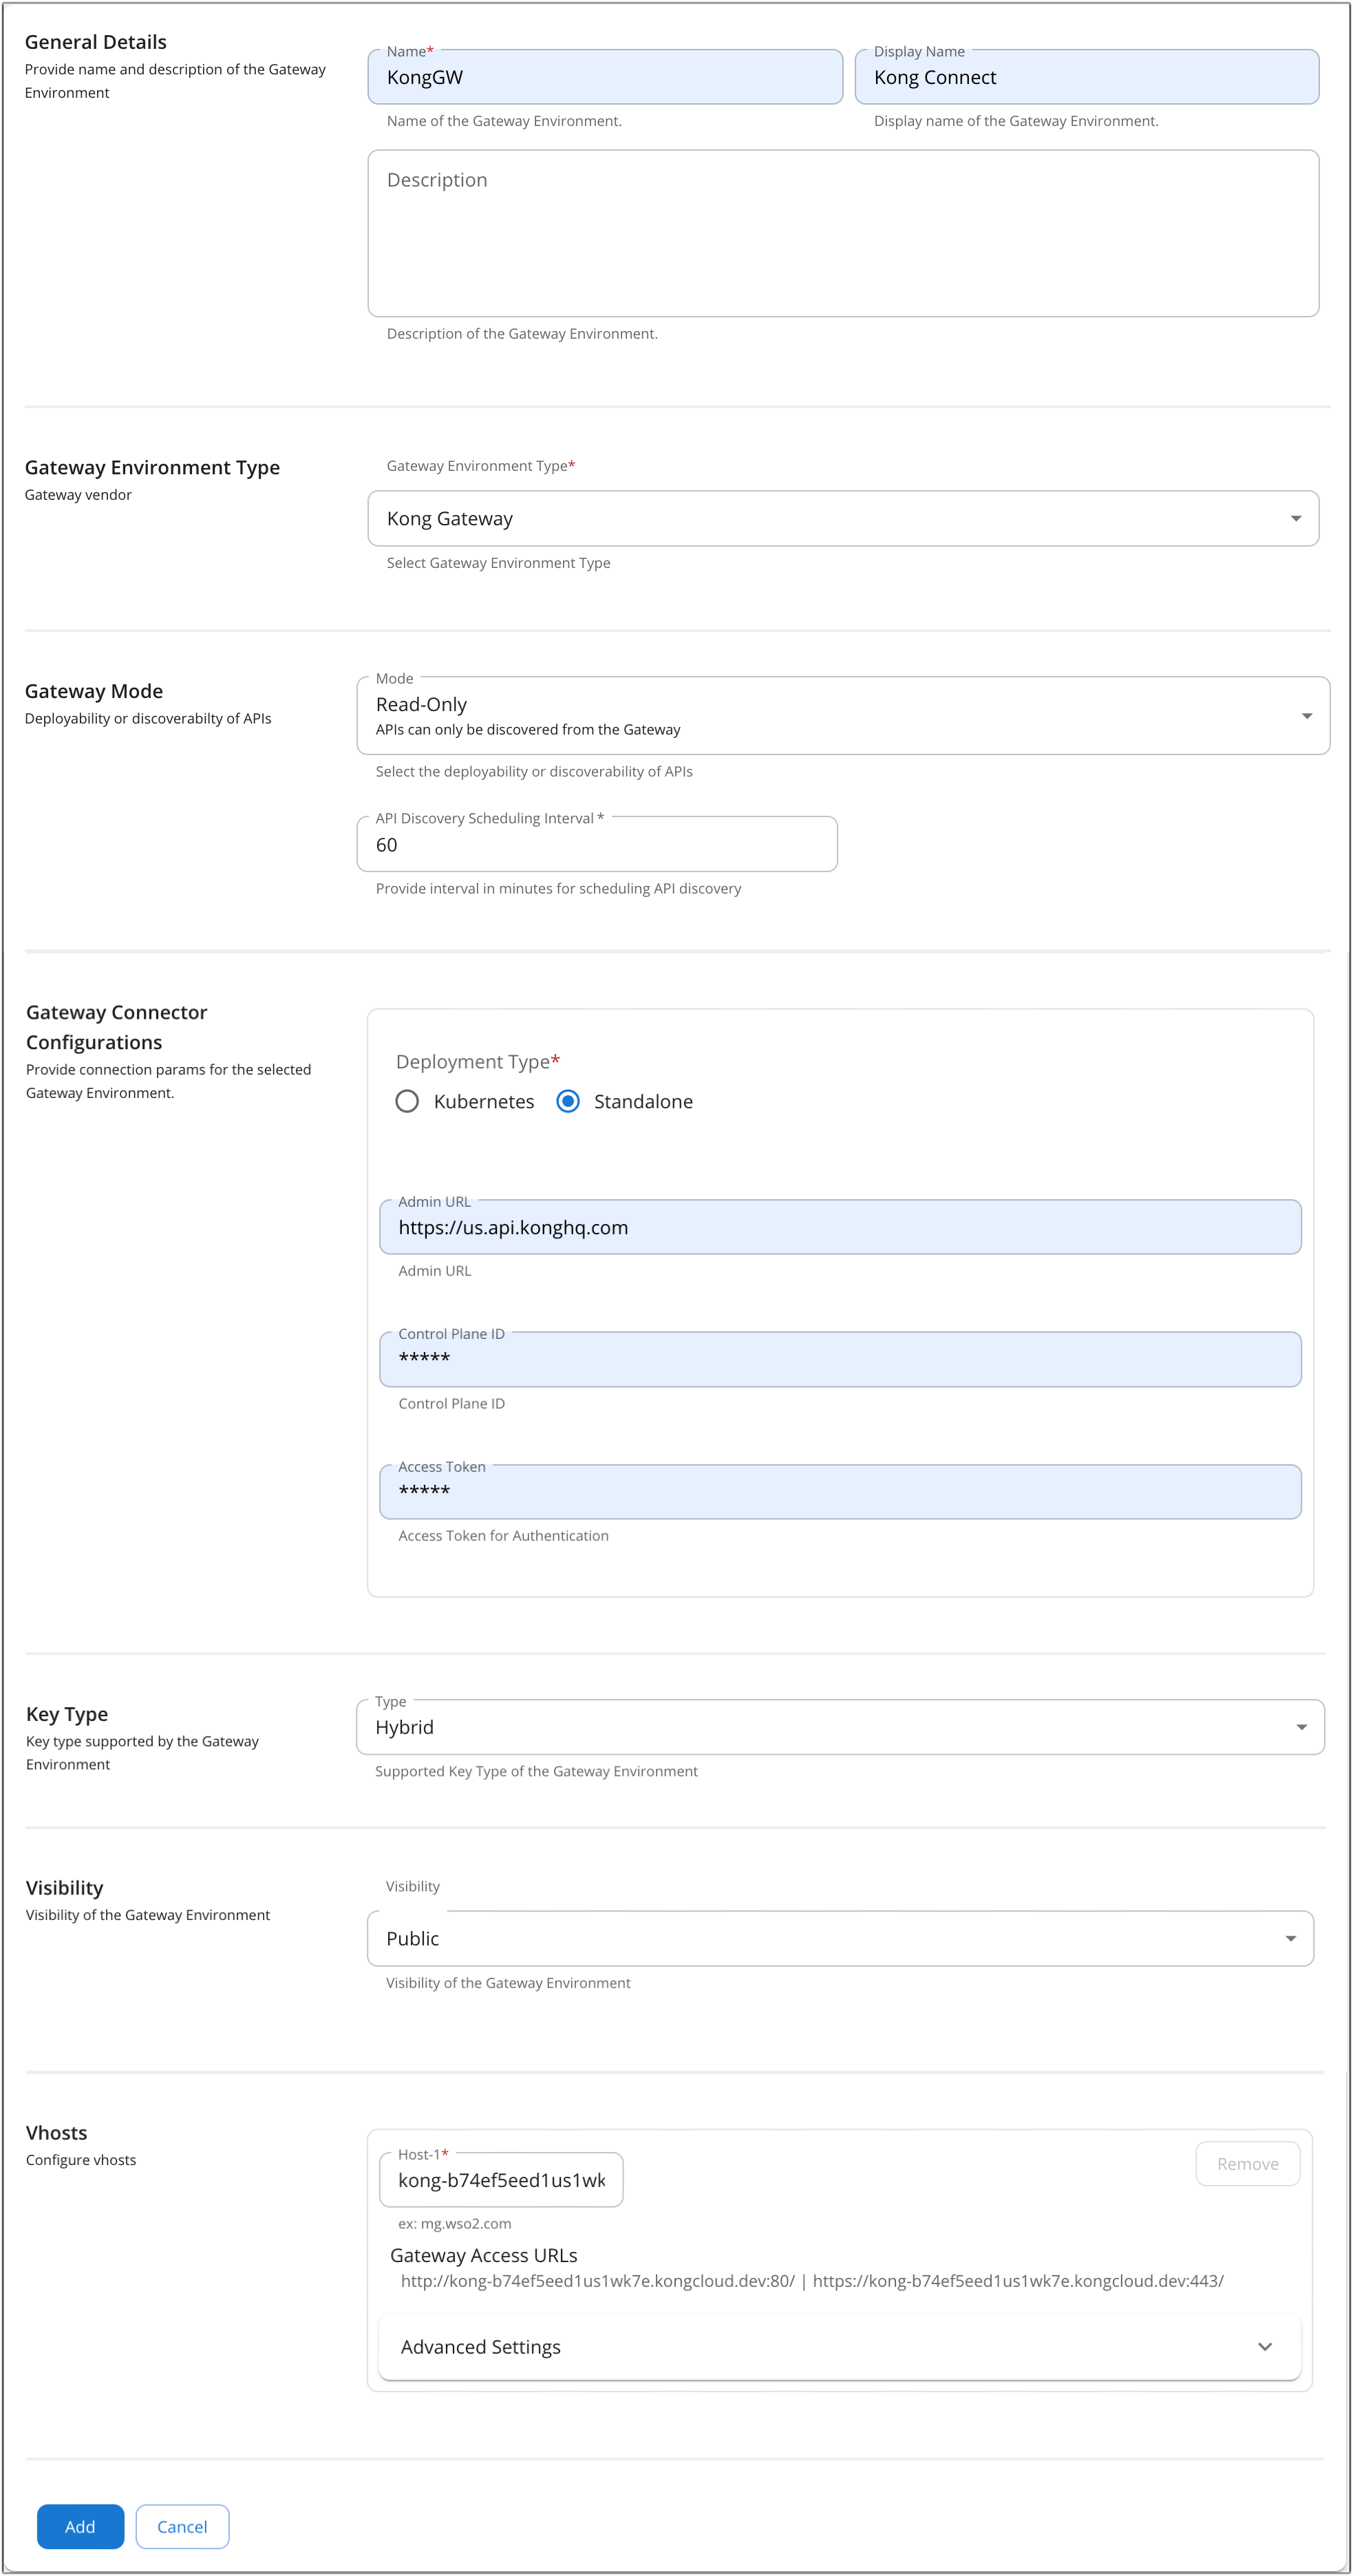 General Details
Provide name and description of the Gateway
Environment
Name*
KongGW
Name of the Gateway Environment.
Display Name
Kong Connect
Display name of the Gateway Environment.
Description
Description of the Gateway Environment.
Gateway Environment Type
Gateway vendor
Gateway Environment Type*
Kong Gateway
Select Gateway Environment Type
Gateway Mode
Deployability or discoverabilty of APIs
Mode
Read-Only
APIs can only be discovered from the Gateway
Select the deployability or discoverability of APIs
API Discovery Scheduling Interval *
60
Provide interval in minutes for scheduling API discovery
Gateway Connector
Configurations
Provide connection params for the selected
Gateway Environment.
Deployment Type*
Kubernetes
Standalone
Admin URL
https://us.api.konghq.com
Admin URL
Control Plane ID
*****
Control Plane ID
Access Token
*****
Access Token for Authentication
Key Type
Key type supported by the Gateway
Environment
Type
Hybrid
Supported Key Type of the Gateway Environment
Visibility
Visibility of the Gateway Environment
Visibility
Public
Visibility of the Gateway Environment
Vhosts
Configure vhosts
Host-1*
kong-b74ef5eed1us1wk
ex: mg.wso2.com
Remove
Gateway Access URLs
http://kong-b74ef5eed1us1wk7e.kongcloud.dev:80/ | https://kong-b74ef5eed1us1wk7e.kongcloud.dev:443/
Advanced Settings
Add
Cancel